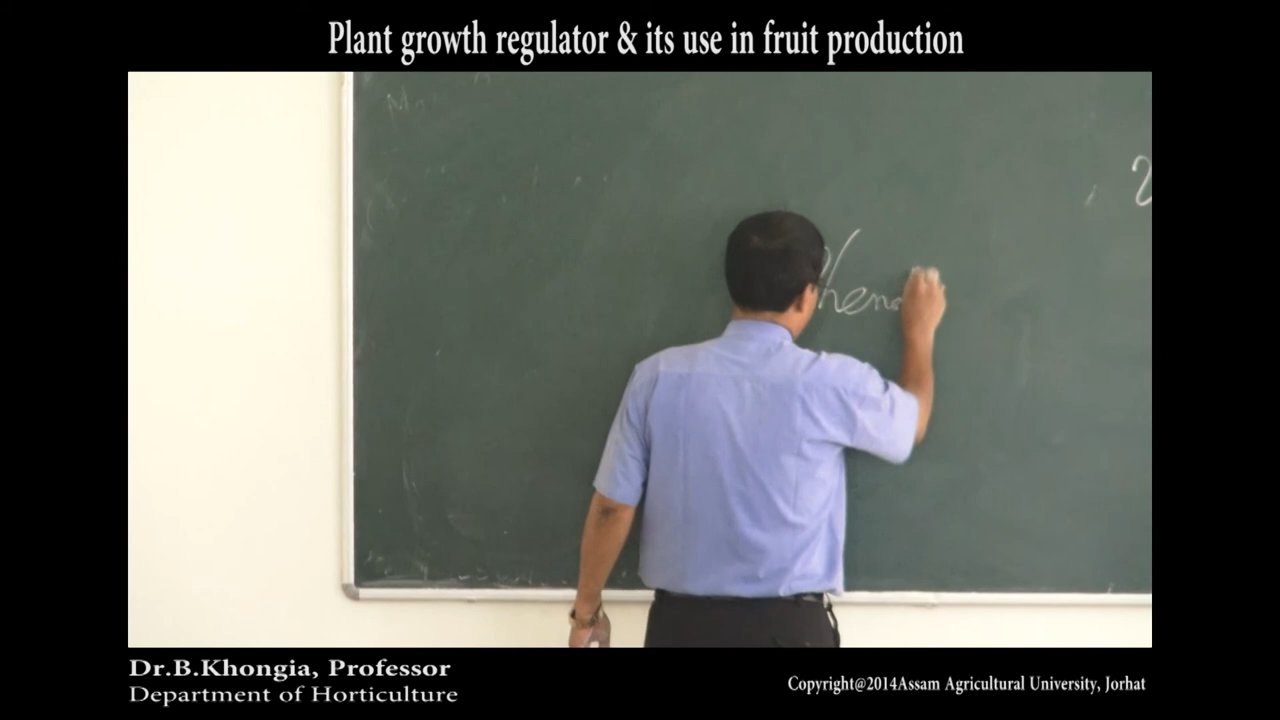 Plant growth regulator & its use in fruit production
Dr.B.Khongia, Professor
Department of Horticulture
Copyright@2014Assam Agricultural University, Jorhat